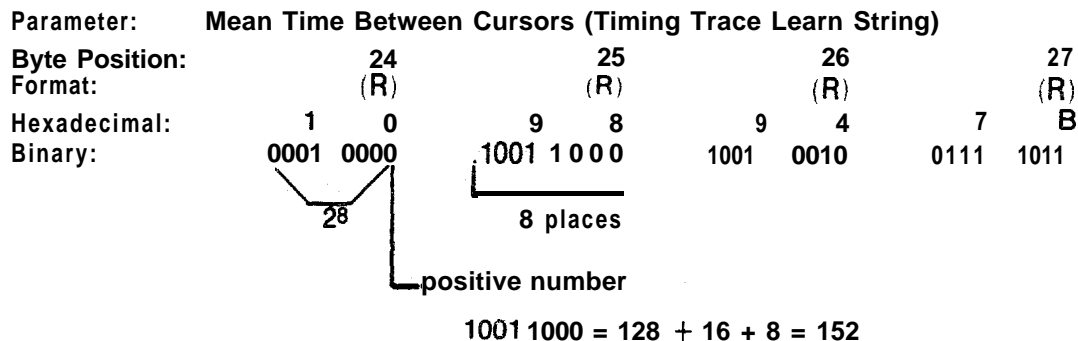 Parameter: Mean Time Between Cursors (Timing Trace Learn String)
Byte Position: 24 25 26 27
Format: (R) (R) (R) (R)
Hexadecimal: 1 0 9 8 9 4 7 B
Binary: 0001 0000 .1001 1000 1001 0010 0111 1011
2⁸ 8 places
positive number
1001 1000 = 128 + 16 + 8 = 152